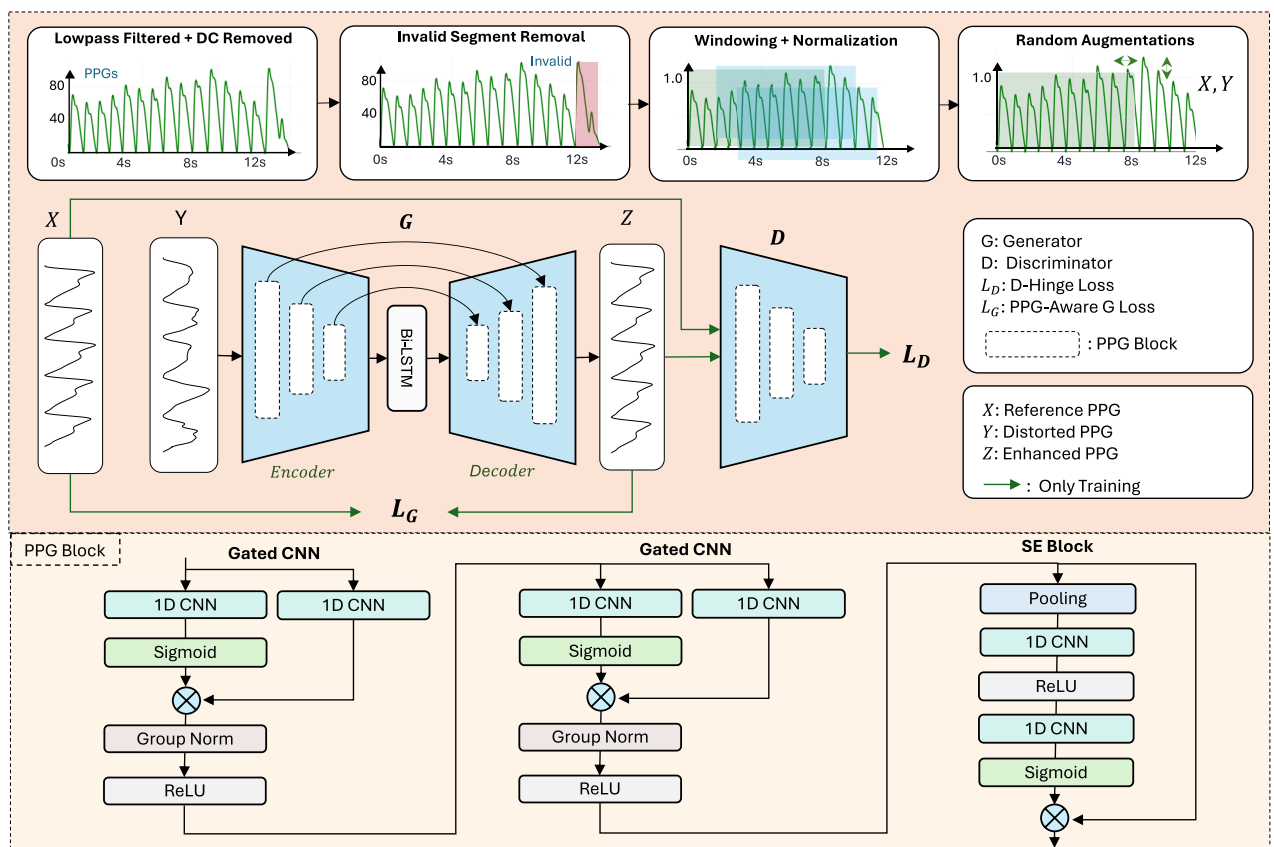 Lowpass Filtered + DC Removed
PPGs
80
40
0s 4s 8s 12s
Invalid Segment Removal
Invalid
80
40
0s 4s 8s 12s
Windowing + Normalization
1.0
0s 4s 8s 12s
Random Augmentations
1.0
X, Y
0s 4s 8s 12s
X
Y
G
Z
D
Bi-LSTM
Encoder
Decoder
L_G
L_D
G: Generator
D: Discriminator
L_D: D-Hinge Loss
L_G: PPG-Aware G Loss
: PPG Block
X: Reference PPG
Y: Distorted PPG
Z: Enhanced PPG
: Only Training
PPG Block
Gated CNN
1D CNN
1D CNN
Sigmoid
Group Norm
ReLU
Gated CNN
1D CNN
1D CNN
Sigmoid
Group Norm
ReLU
SE Block
Pooling
1D CNN
ReLU
1D CNN
Sigmoid